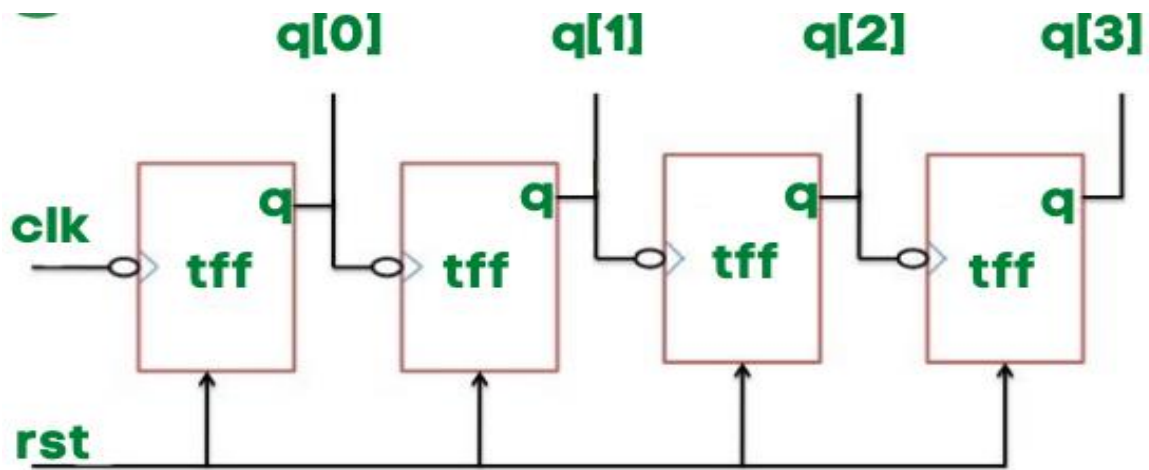 q[0] q[1] q[2] q[3]
q q q q
clk
tff tff tff tff
rst